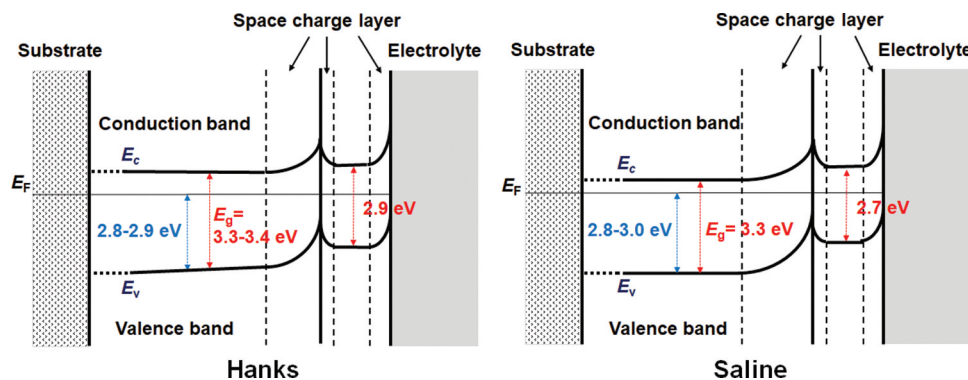 Space charge layer
Substrate
Electrolyte
Conduction band
Ec
EF
2.8-2.9 eV
Eg=
3.3-3.4 eV
2.9 eV
Ev
Valence band
Hanks
Space charge layer
Substrate
Electrolyte
Conduction band
Ec
EF
2.8-3.0 eV
Eg= 3.3 eV
2.7 eV
Ev
Valence band
Saline